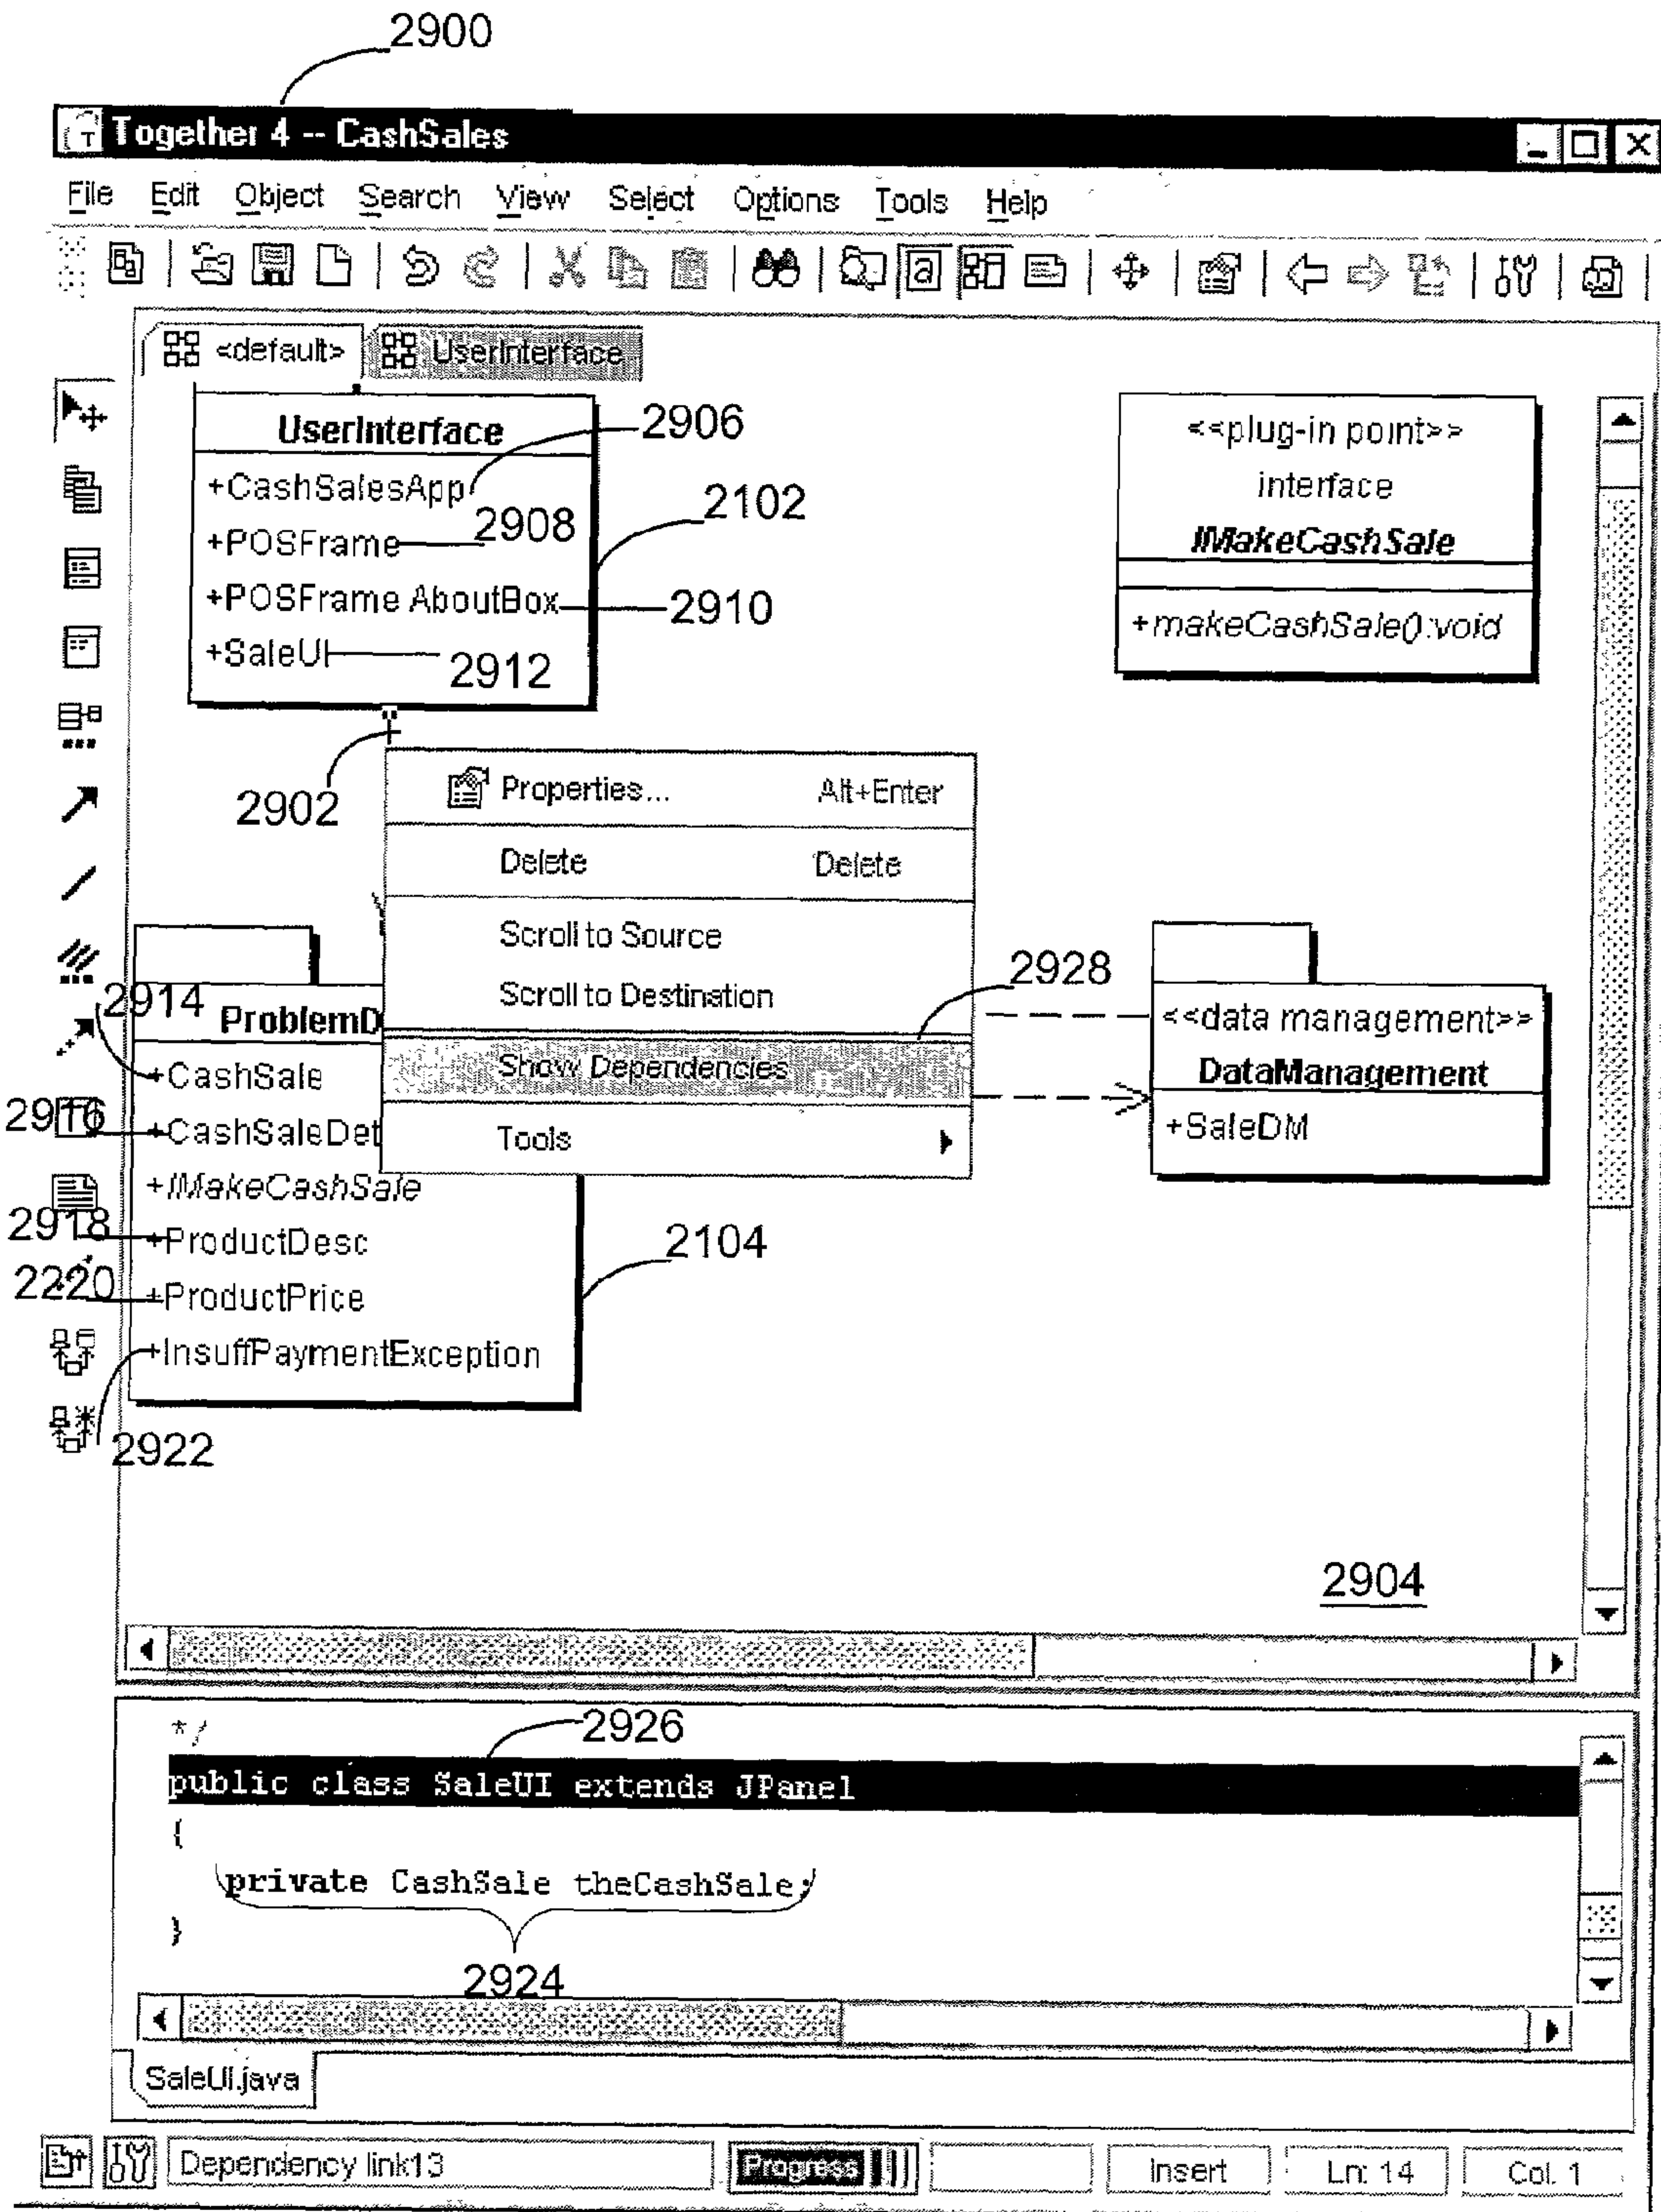 2900
Together 4 -- CashSales
File Edit Object Search View Select Options Tools Help
<default> UserInterface
UserInterface
2906
+CashSalesApp
2102
+POSFrame
2908
+POSFrame AboutBox
2910
+SaleUI
2912
<<plug-in point>>
interface
IMakeCashSale
+makeCashSale():void
2902
Properties... Alt+Enter
Delete Delete
Scroll to Source
Scroll to Destination
2928
Show Dependencies
Tools
2914
ProblemD
+CashSale
2916
+CashSaleDet
+IMakeCashSale
2918
+ProductDesc
2104
2220
+ProductPrice
+InsuffPaymentException
2922
<<data management>>
DataManagement
+SaleDM
2904
*/
2926
public class SaleUI extends JPanel
{
private CashSale theCashSale;
}
2924
SaleUI.java
Dependency link13 Progress Insert Ln: 14 Col. 1